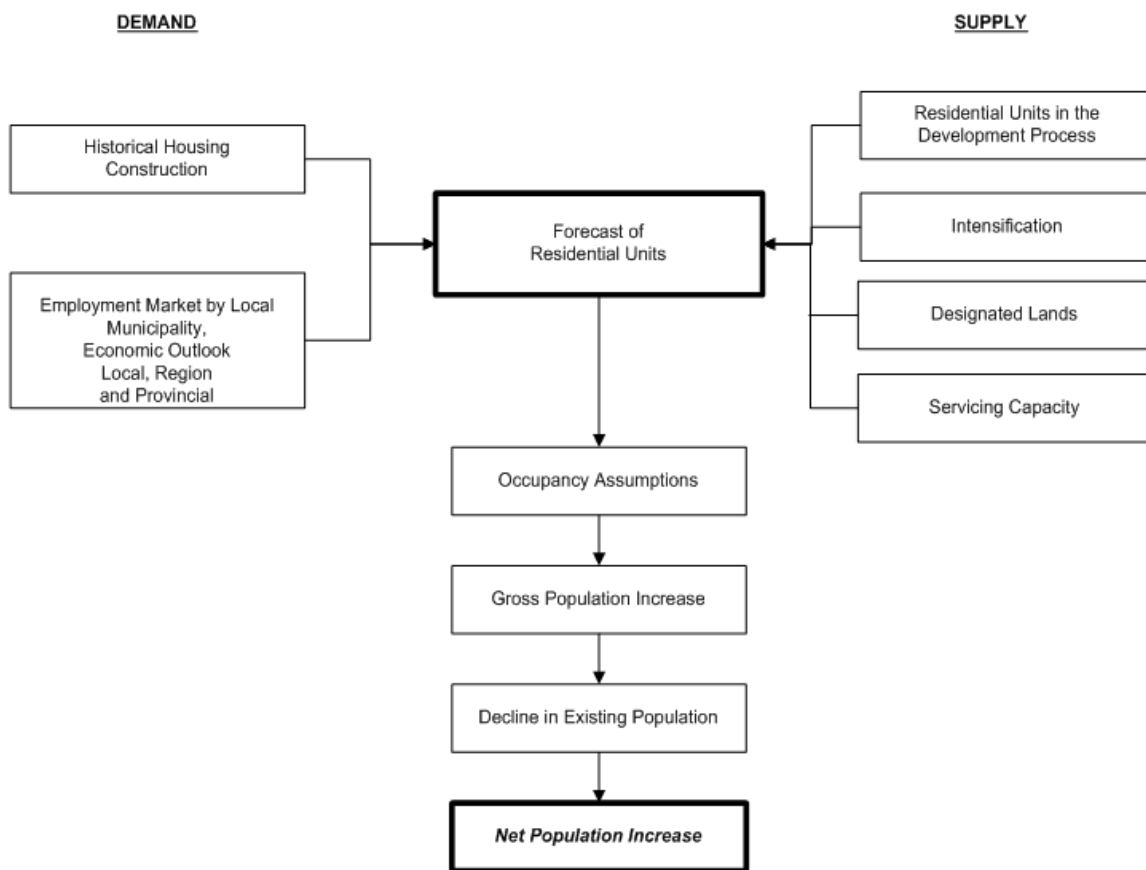 DEMAND
SUPPLY
Historical Housing
Construction
Employment Market by Local
Municipality,
Economic Outlook
Local, Region
and Provincial
Forecast of
Residential Units
Residential Units in the
Development Process
Intensification
Designated Lands
Servicing Capacity
Occupancy Assumptions
Gross Population Increase
Decline in Existing Population
Net Population Increase